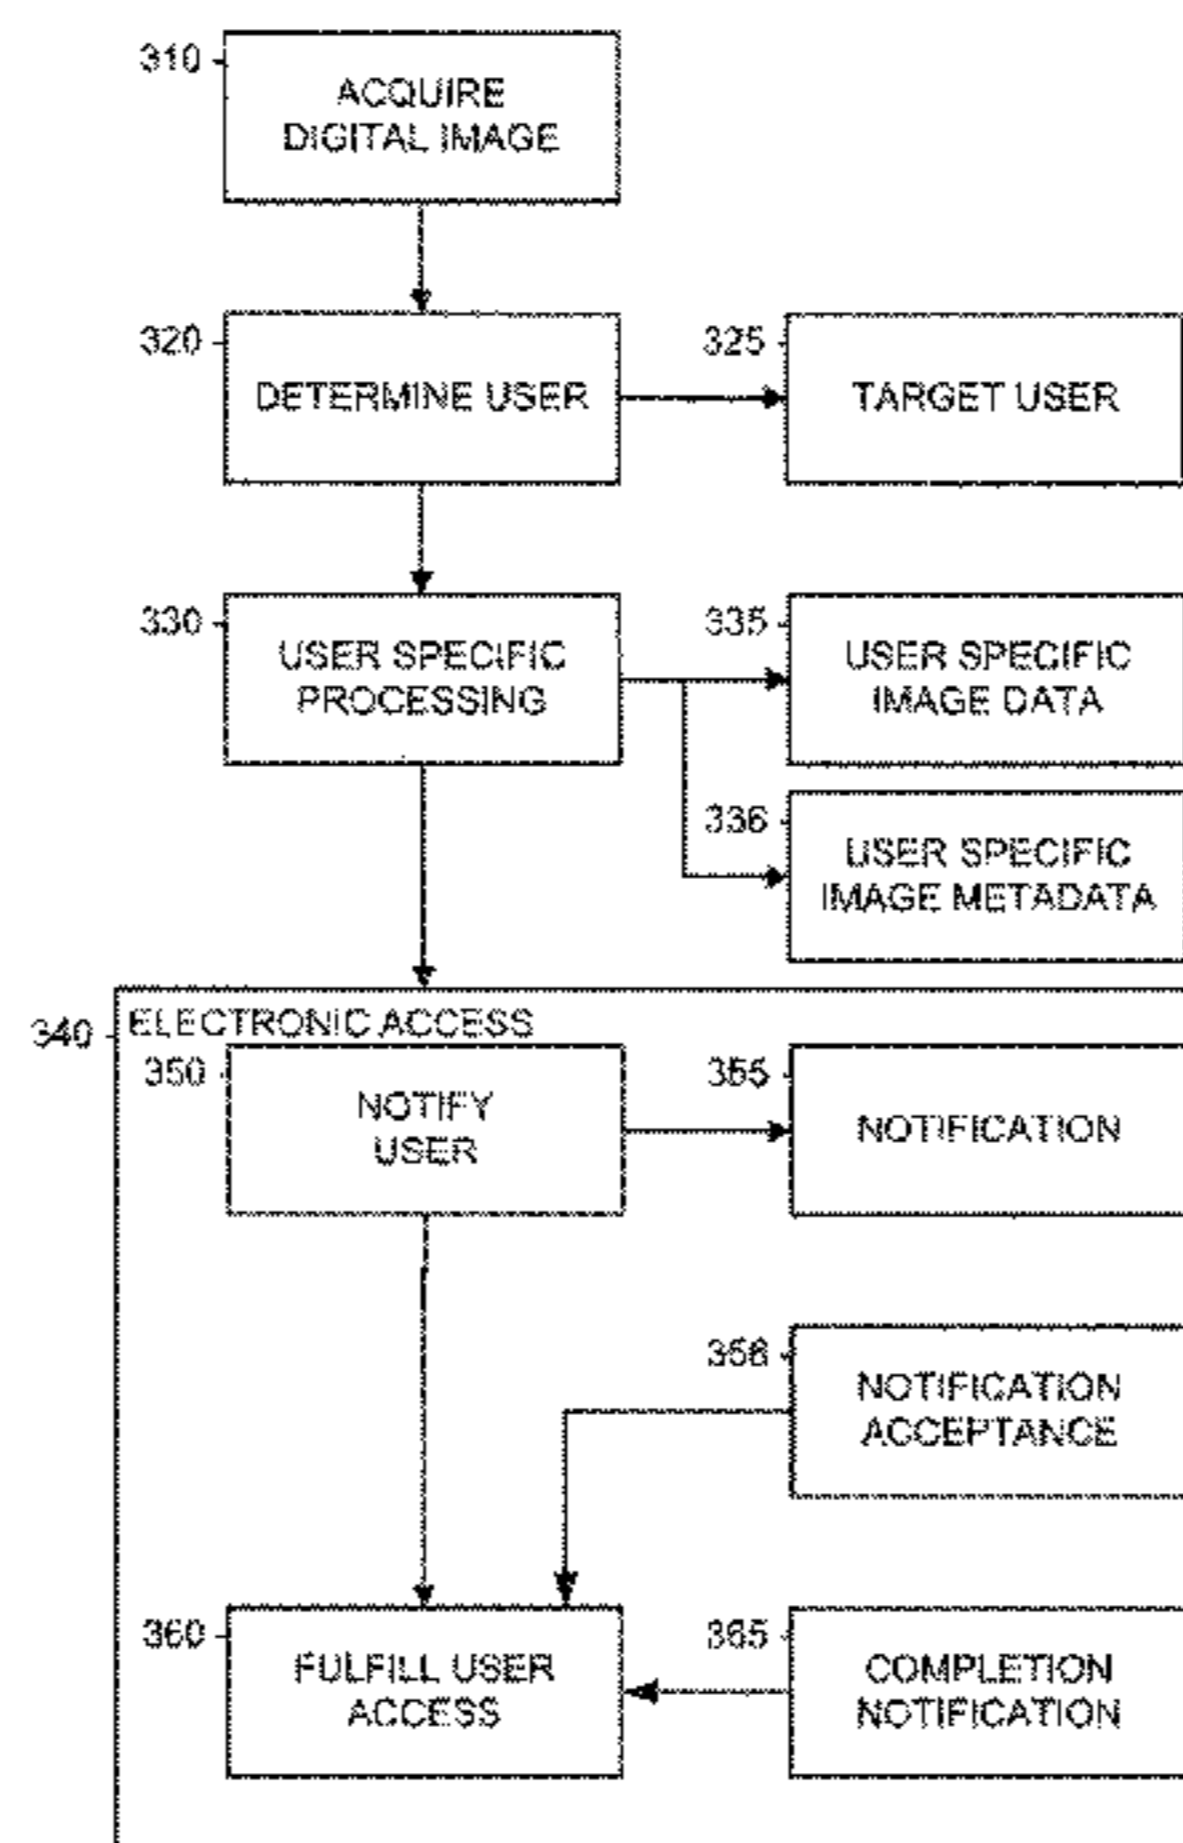 310
ACQUIRE
DIGITAL IMAGE
320
DETERMINE USER
325
TARGET USER
330
USER SPECIFIC
PROCESSING
335
USER SPECIFIC
IMAGE DATA
336
USER SPECIFIC
IMAGE METADATA
340
ELECTRONIC ACCESS
350
NOTIFY
USER
355
NOTIFICATION
356
NOTIFICATION
ACCEPTANCE
360
FULFILL USER
ACCESS
365
COMPLETION
NOTIFICATION